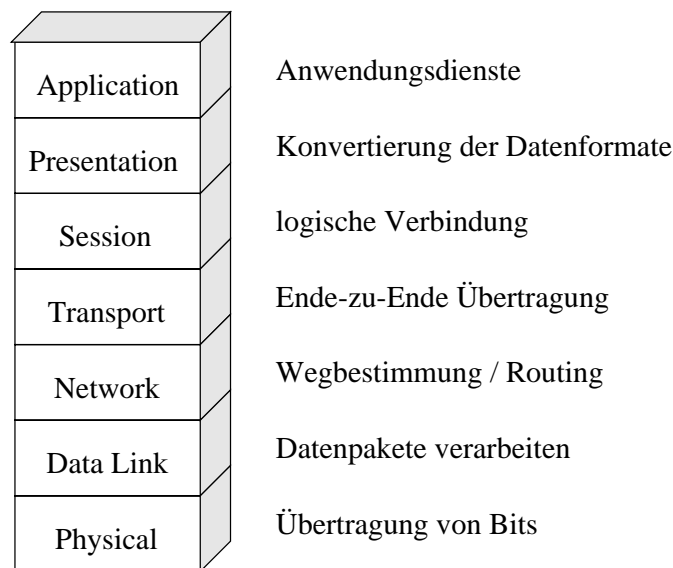 Application
Anwendungsdienste
Presentation
Konvertierung der Datenformate
Session
logische Verbindung
Transport
Ende-zu-Ende Übertragung
Network
Wegbestimmung / Routing
Data Link
Datenpakete verarbeiten
Physical
Übertragung von Bits